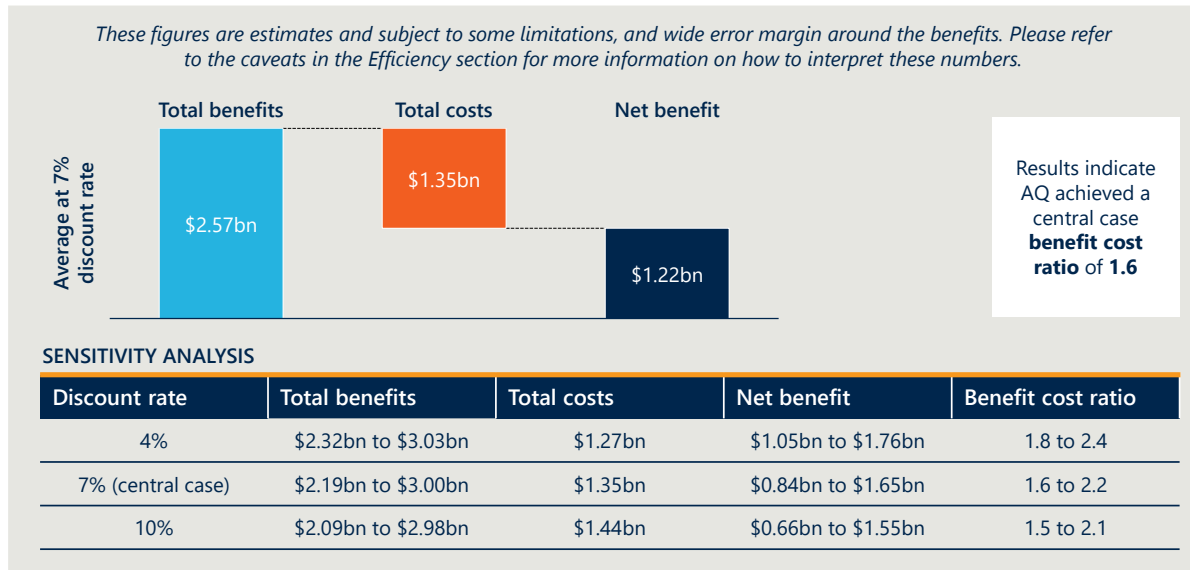 These figures are estimates and subject to some limitations, and wide error margin around the benefits. Please refer
to the caveats in the Efficiency section for more information on how to interpret these numbers.
Total benefits Total costs Net benefit
Average at 7%
discount rate
$2.57bn
$1.35bn
$1.22bn
Results indicate
AQ achieved a
central case
benefit cost
ratio of 1.6
SENSITIVITY ANALYSIS
Discount rate Total benefits Total costs Net benefit Benefit cost ratio
4% $2.32bn to $3.03bn $1.27bn $1.05bn to $1.76bn 1.8 to 2.4
7% (central case) $2.19bn to $3.00bn $1.35bn $0.84bn to $1.65bn 1.6 to 2.2
10% $2.09bn to $2.98bn $1.44bn $0.66bn to $1.55bn 1.5 to 2.1